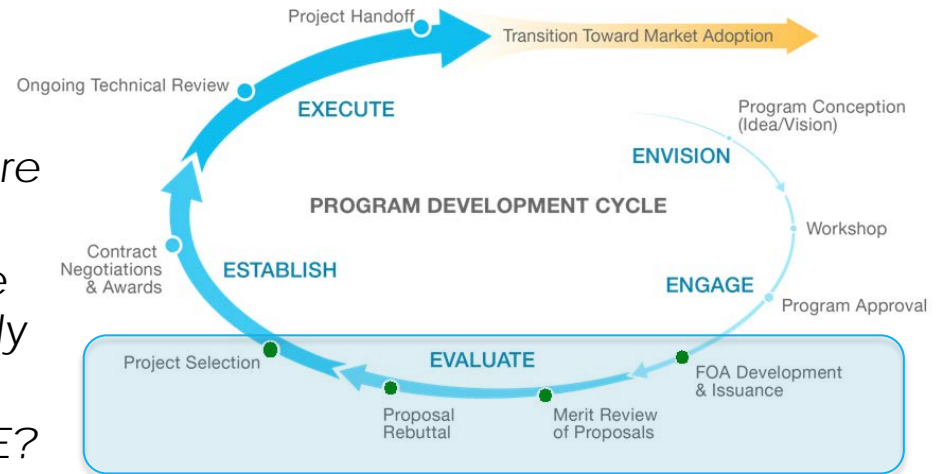 Project Handoff
Transition Toward Market Adoption
Ongoing Technical Review
EXECUTE
Program Conception
(Idea/Vision)
ENVISION
re
PROGRAM DEVELOPMENT CYCLE
Workshop
Contract
Negotiations
& Awards
ESTABLISH
e
ENGAGE
Program Approval
ly
Project Selection
EVALUATE
FOA Development
& Issuance
Proposal
Rebuttal
Merit Review
of Proposals
E?